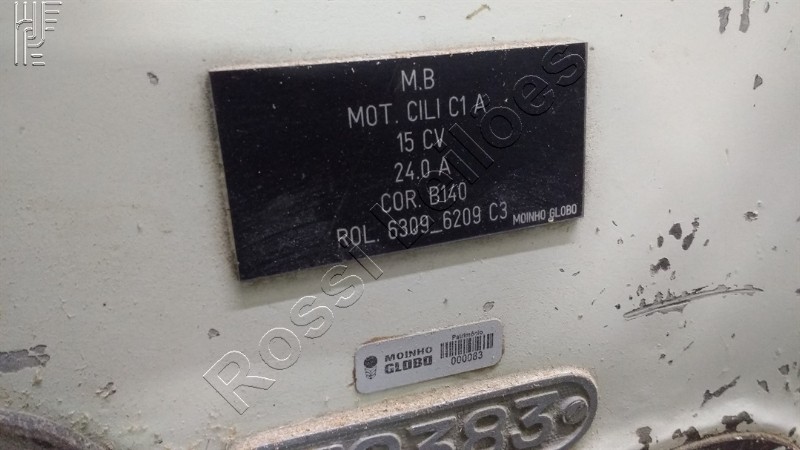 M.B
MOT. CILI C1 A
15 CV
24.0 A
COR. B140
ROL. 6309_6209 C3
MOINHO GLOBO
Rossi Leilões
MOINHO
GLOBO
Patrimônio
000083